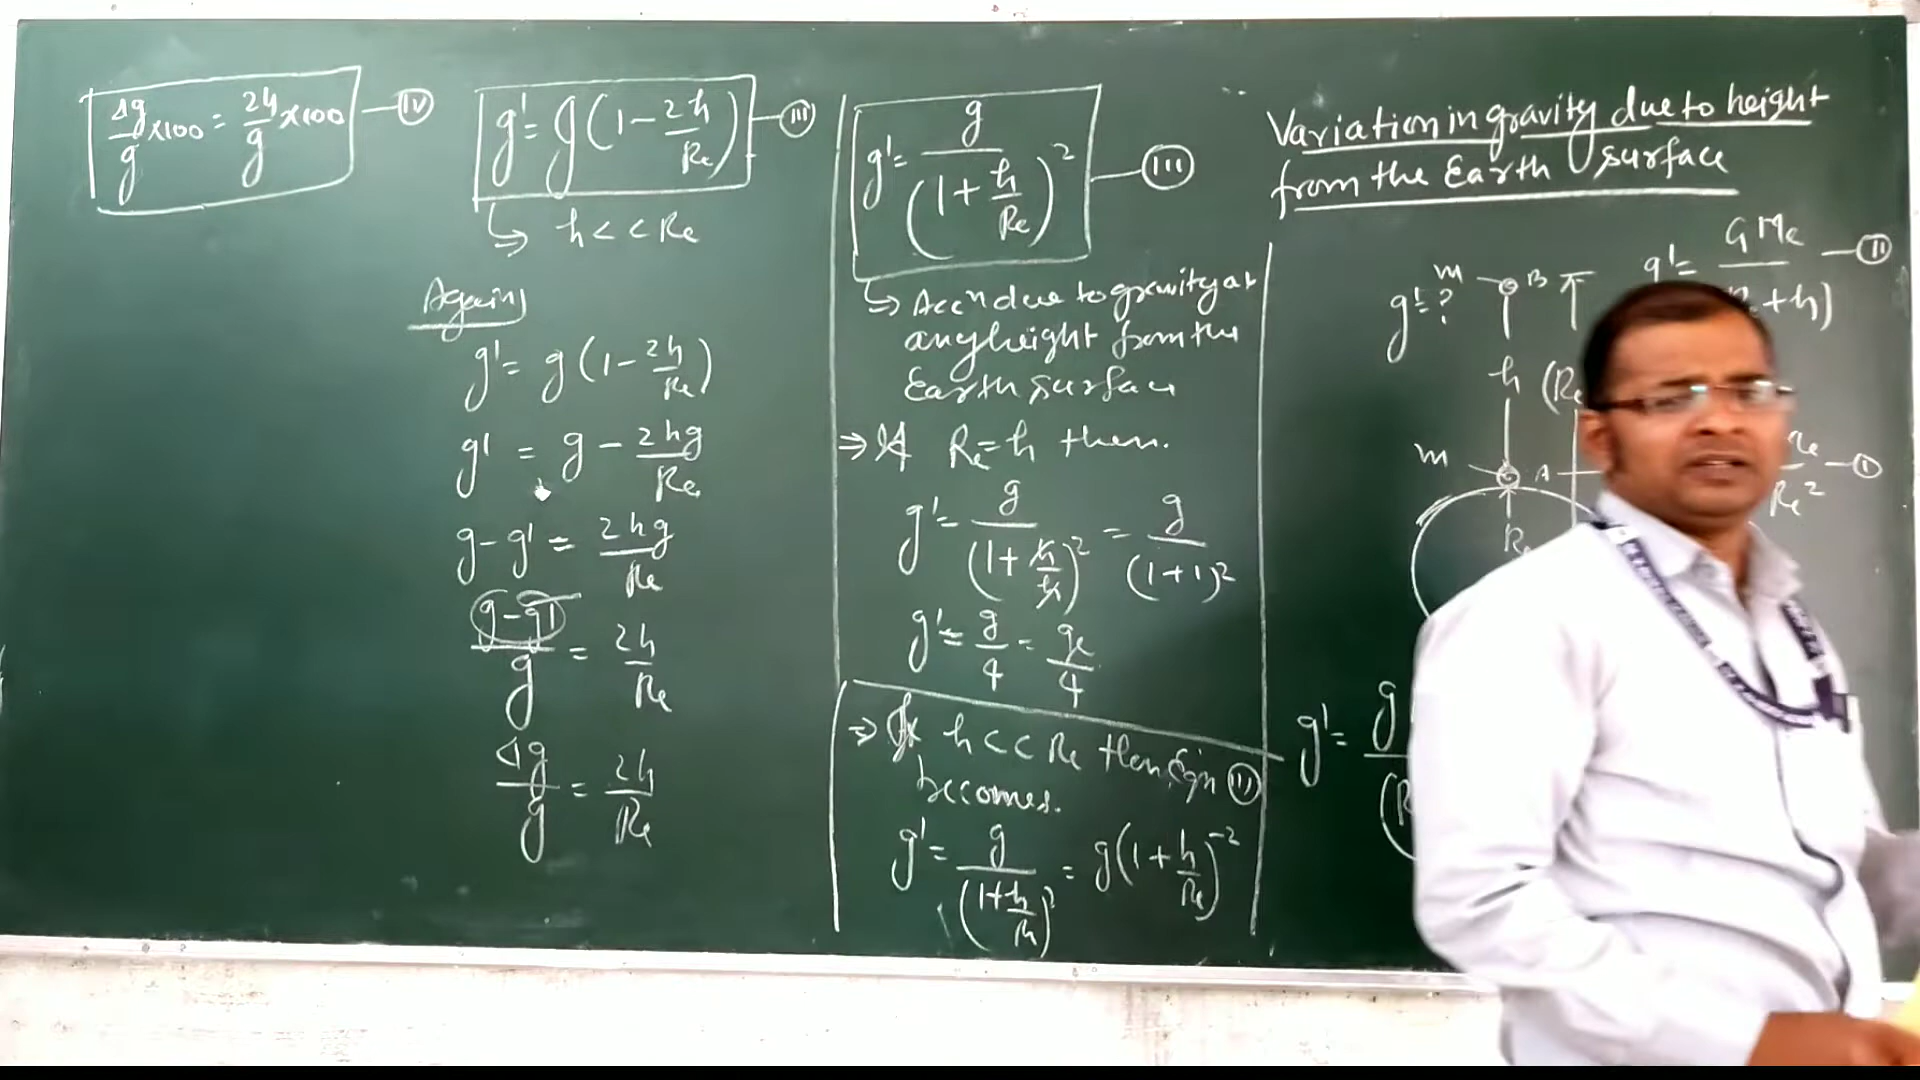 Variation in gravity due to height
from the Earth surface
g' = GMe — (II)
+h)
g' = ?
m B
h (Re
m A
— (I)
Re²
Re
g' = g
(R
g' = g / (1 + h/Re)² — (III)
↳ Accn due to gravity at
any height from the
Earth surface
⇒ If Re = h then.
g' = g / (1 + h/h)² = g / (1+1)²
g' = g/4 = ge/4
⇒ If h << Re then Eqn (III)
becomes.
g' = g / (1 + h/R)² = g(1 + h/Re)⁻²
g' = g(1 - 2h/Re) — (III)
↳ h << Re
Again,
g' = g(1 - 2h/Re)
g' = g - 2hg/Re
g - g' = 2hg/Re
(g - g')/g = 2h/Re
Δg/g = 2h/Re
Δg/g ×100 = 2h/g ×100 — (IV)